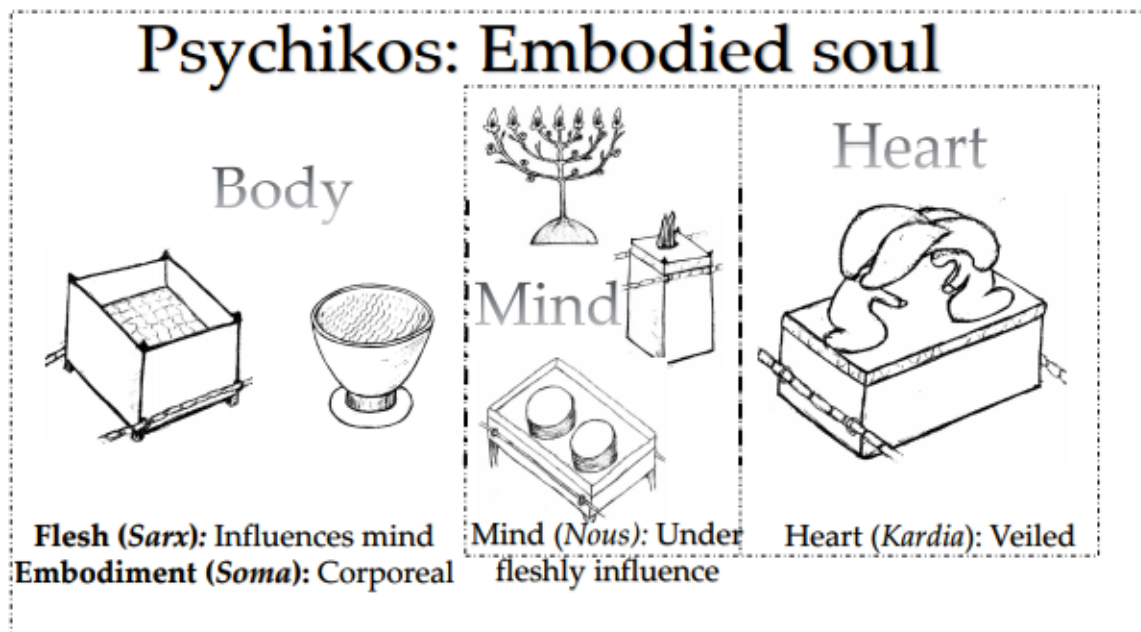 Psychikos: Embodied soul
Body
Mind
Heart
Flesh (Sarx): Influences mind
Embodiment (Soma): Corporeal
Mind (Nous): Under
fleshly influence
Heart (Kardia): Veiled